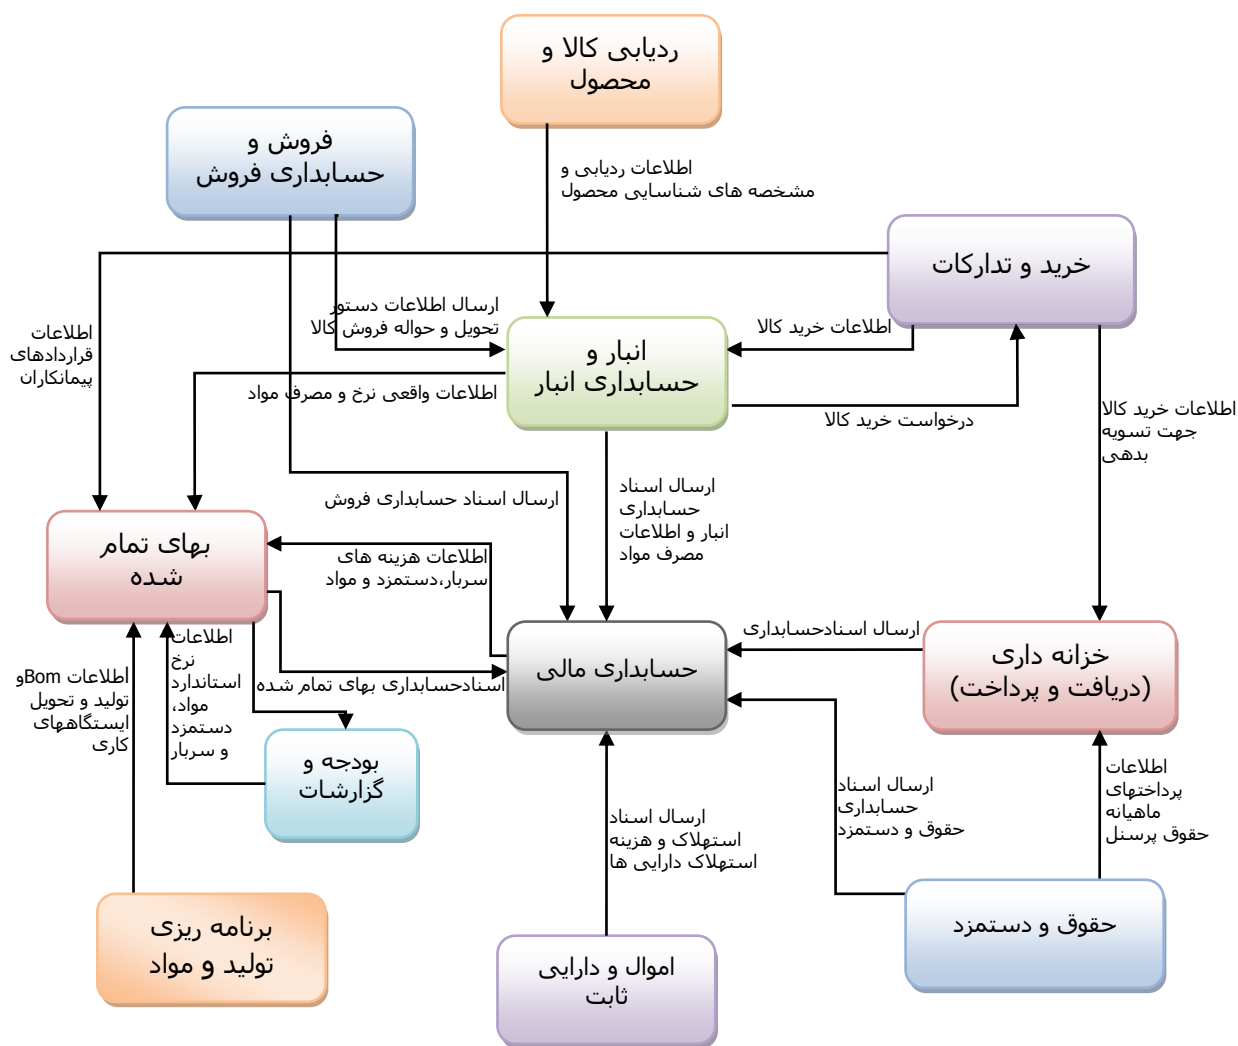 ردیابی کالا و
محصول
فروش و
حسابداری فروش
اطلاعات ردیابی و
مشخصه های شناسایی محصول
خرید و تدارکات
ارسال اطلاعات دستور
تحویل و حواله فروش کالا
اطلاعات خرید کالا
انبار و
حسابداری انبار
اطلاعات
قراردادهای
پیمانکاران
اطلاعات واقعی نرخ و مصرف مواد
درخواست خرید کالا
اطلاعات خرید کالا
جهت تسویه
بدهی
ارسال اسناد حسابداری فروش
ارسال اسناد
حسابداری
انبار و اطلاعات
مصرف مواد
بهای تمام
شده
اطلاعات هزینه های
سربار،دستمزد و مواد
ارسال اسنادحسابداری
خزانه داری
(دریافت و پرداخت)
حسابداری مالی
اسنادحسابداری بهای تمام شده
اطلاعات
نرخ
استاندارد
مواد،
دستمزد
و سربار
اطلاعات Bomو
تولید و تحویل
ایستگاههای
کاری
بودجه و
گزارشات
ارسال اسناد
استهلاک و هزینه
استهلاک دارایی ها
ارسال اسناد
حسابداری
حقوق و دستمزد
اطلاعات
پرداختهای
ماهیانه
حقوق پرسنل
برنامه ریزی
تولید و مواد
اموال و دارایی
ثابت
حقوق و دستمزد